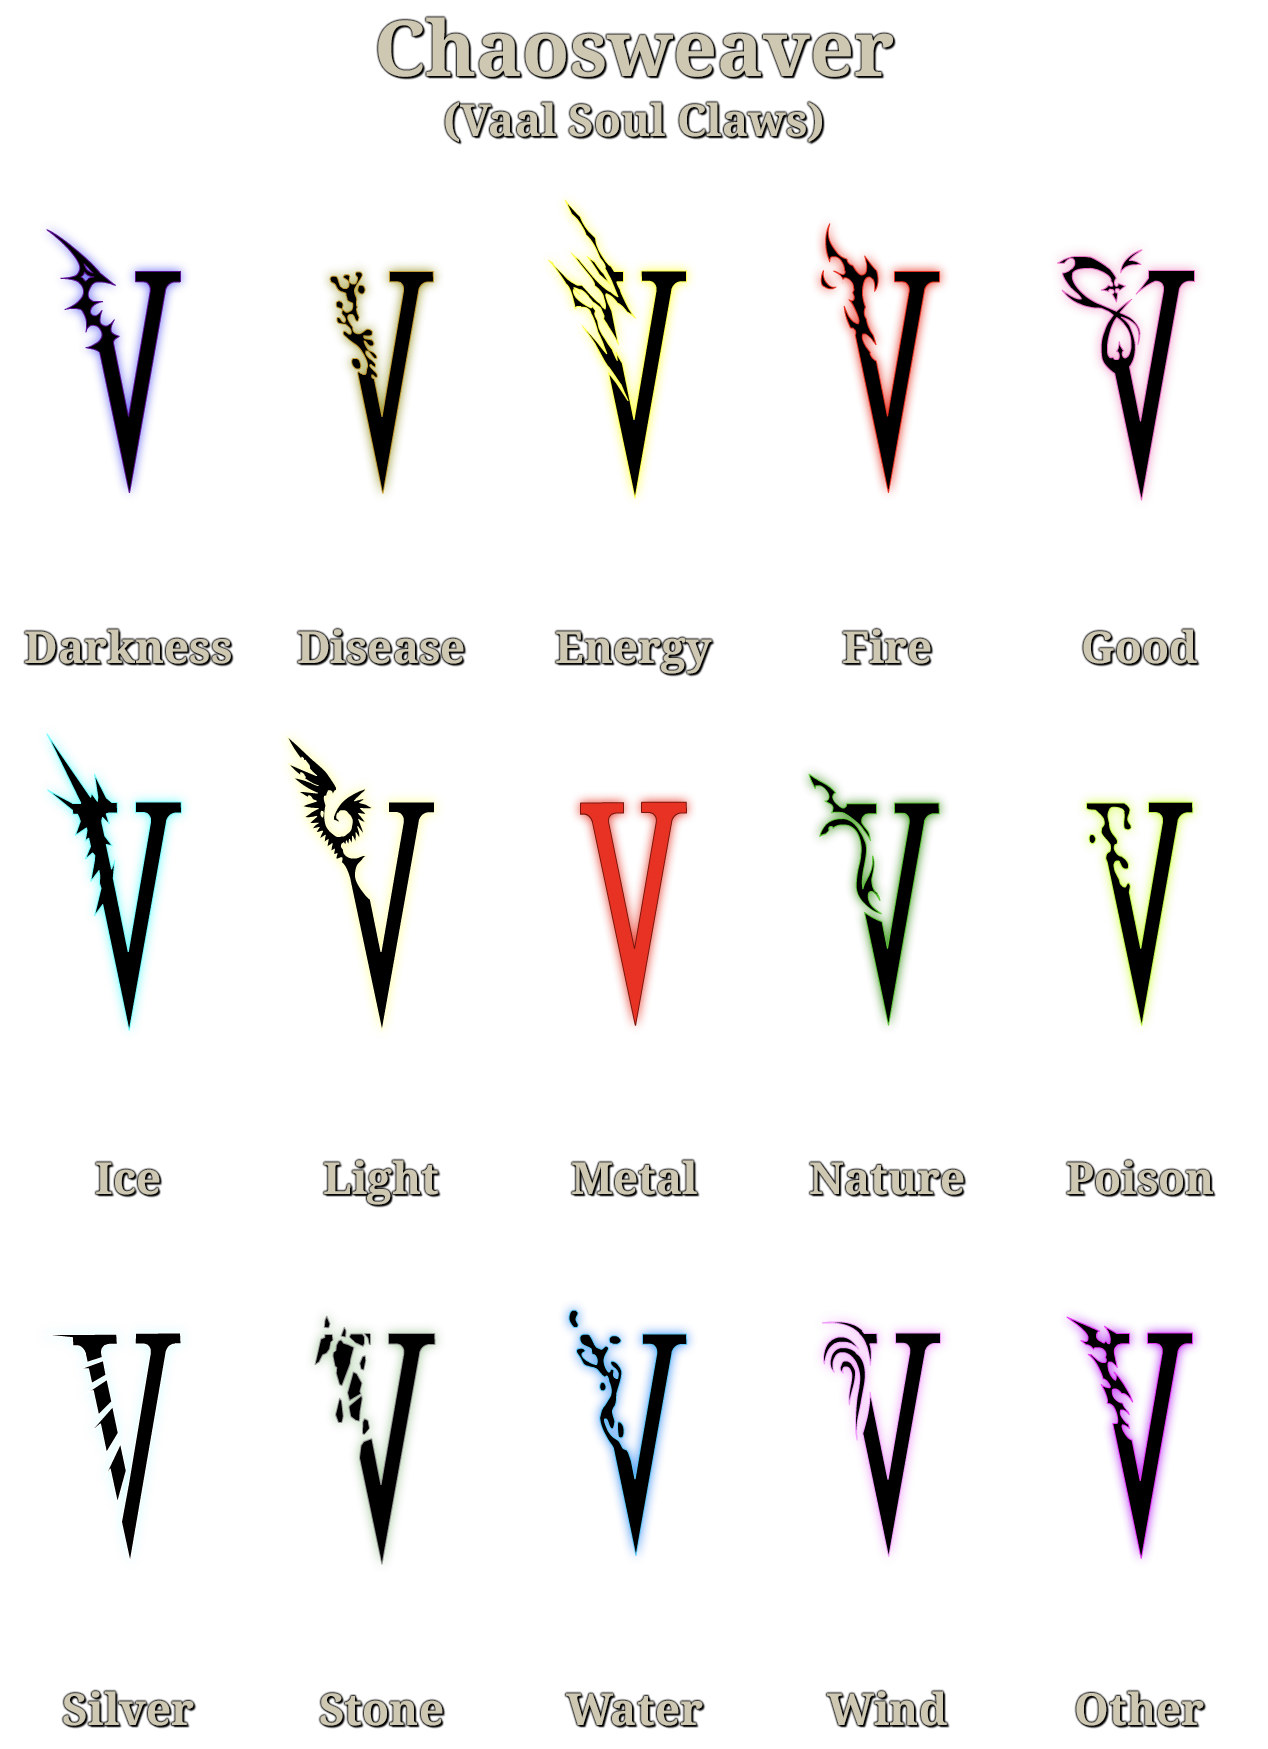 Chaosweaver
(Vaal Soul Claws)
V V V V V
Darkness Disease Energy Fire Good
V V V V V
Ice Light Metal Nature Poison
V V V V V
Silver Stone Water Wind Other